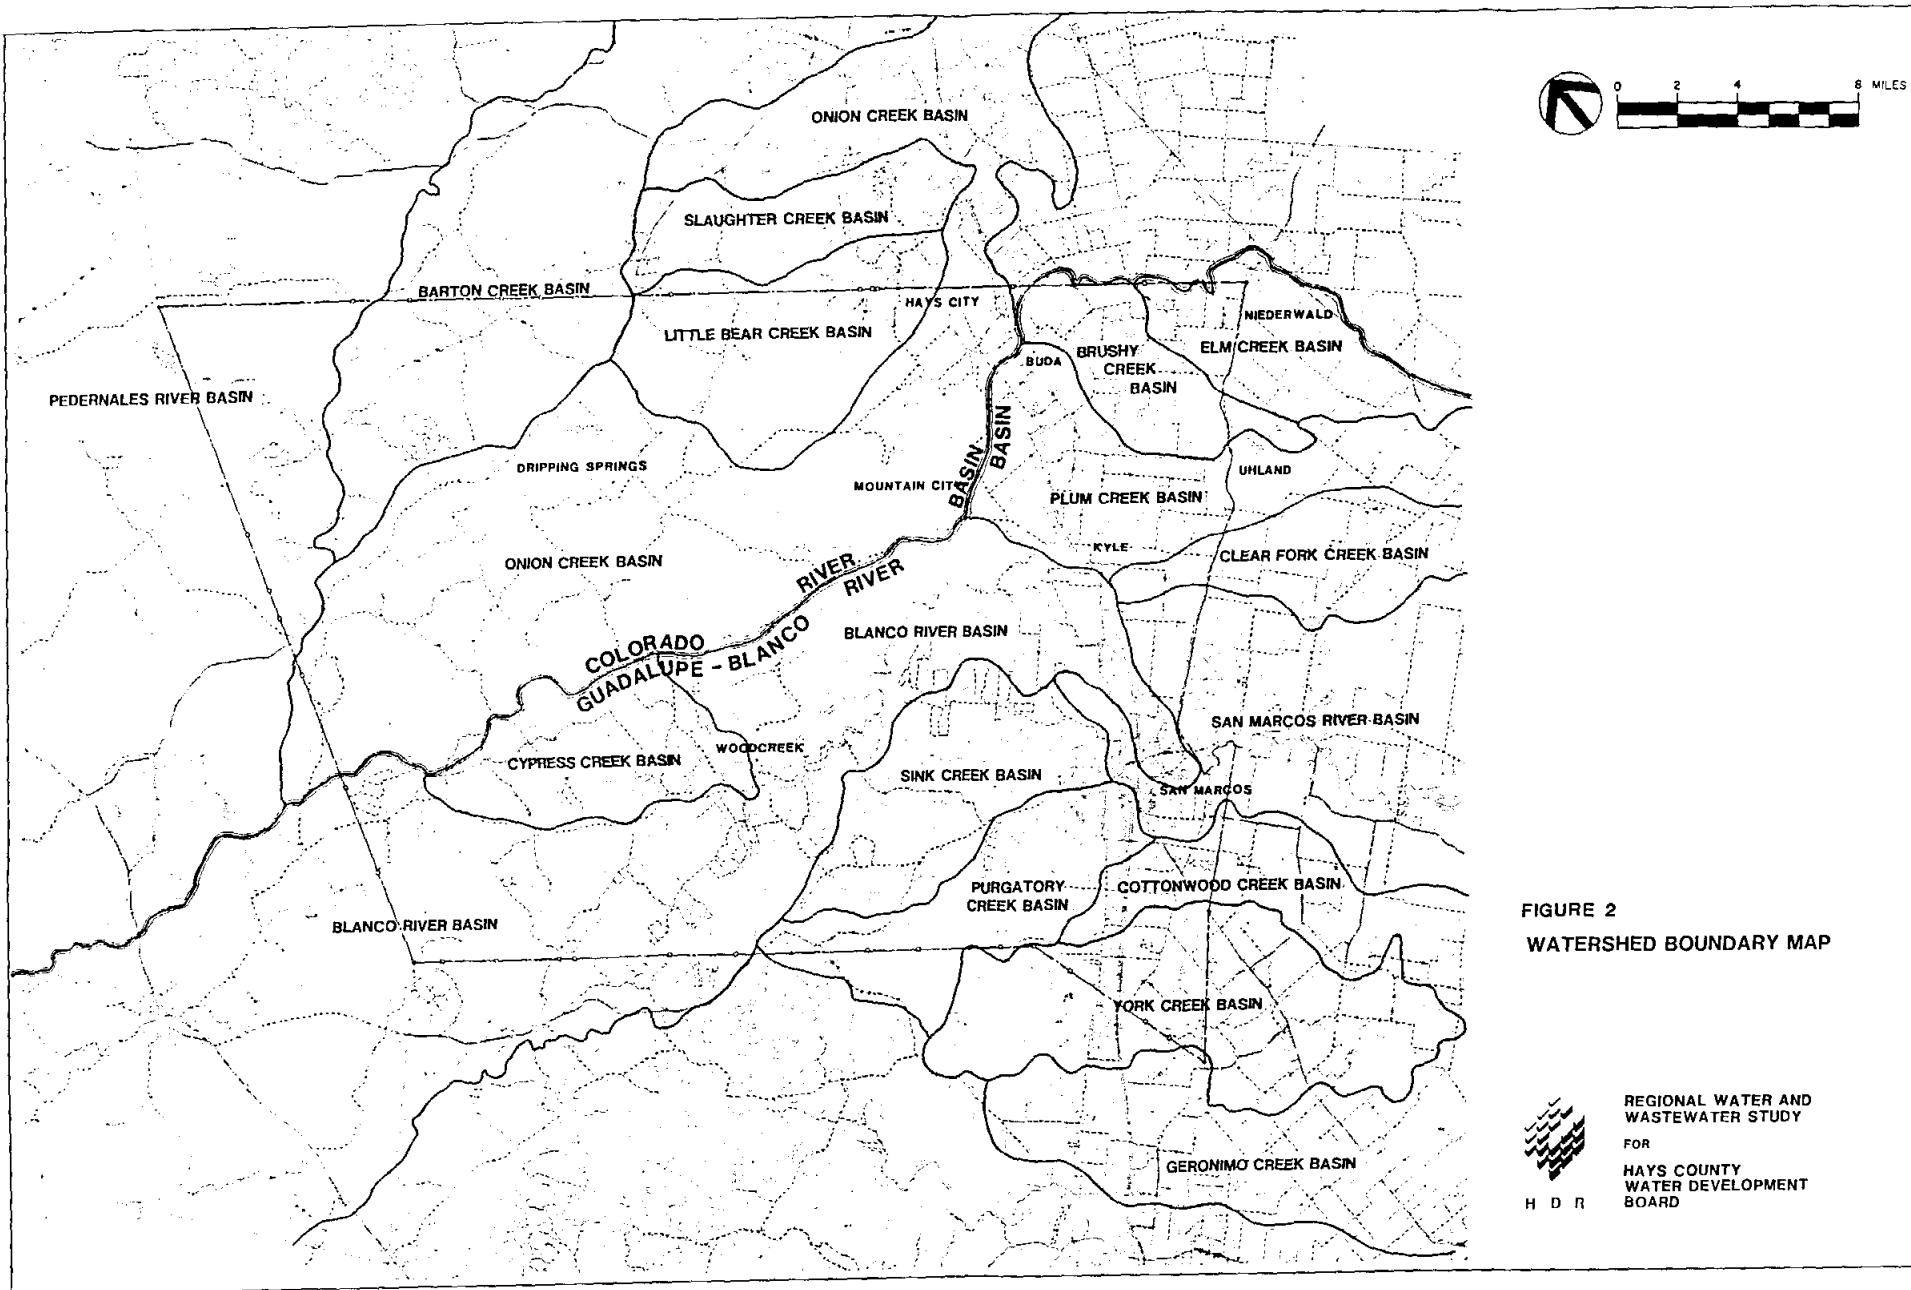 0 2 4 8 MILES
ONION CREEK BASIN
SLAUGHTER CREEK BASIN
BARTON CREEK BASIN
HAYS CITY
LITTLE BEAR CREEK BASIN
NIEDERWALD
ELM CREEK BASIN
BUDA
BRUSHY
CREEK
BASIN
PEDERNALES RIVER BASIN
DRIPPING SPRINGS
MOUNTAIN CITY
BASIN
BASIN
UHLAND
PLUM CREEK BASIN
KYLE
CLEAR FORK CREEK BASIN
ONION CREEK BASIN
COLORADO RIVER
GUADALUPE - BLANCO RIVER
BLANCO RIVER BASIN
SAN MARCOS RIVER BASIN
WOODCREEK
CYPRESS CREEK BASIN
SINK CREEK BASIN
SAN MARCOS
PURGATORY
CREEK BASIN
COTTONWOOD CREEK BASIN
BLANCO RIVER BASIN
YORK CREEK BASIN
GERONIMO CREEK BASIN
FIGURE 2
WATERSHED BOUNDARY MAP
REGIONAL WATER AND
WASTEWATER STUDY
FOR
HAYS COUNTY
WATER DEVELOPMENT
BOARD
H D R